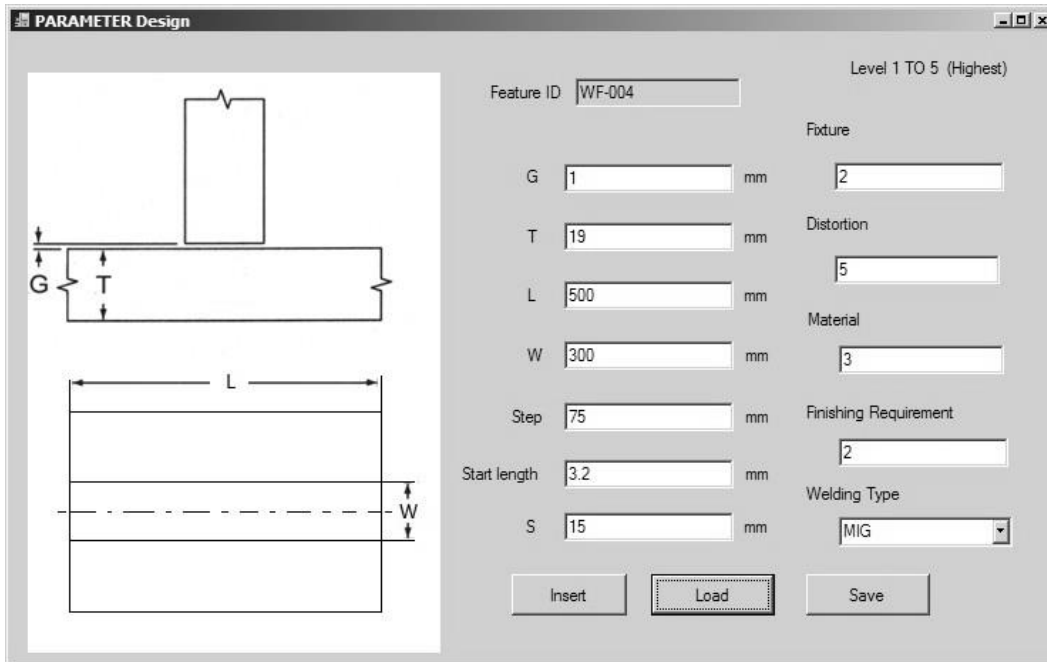 PARAMETER Design
Level 1 TO 5 (Highest)
Feature ID WF-004
Fixture
G 1 mm
2
T 19 mm
Distortion
5
L 500 mm
Material
W 300 mm
3
Step 75 mm
Finishing Requirement
2
Start length 3.2 mm
Welding Type
S 15 mm
MIG
Insert Load Save
G T
L
W